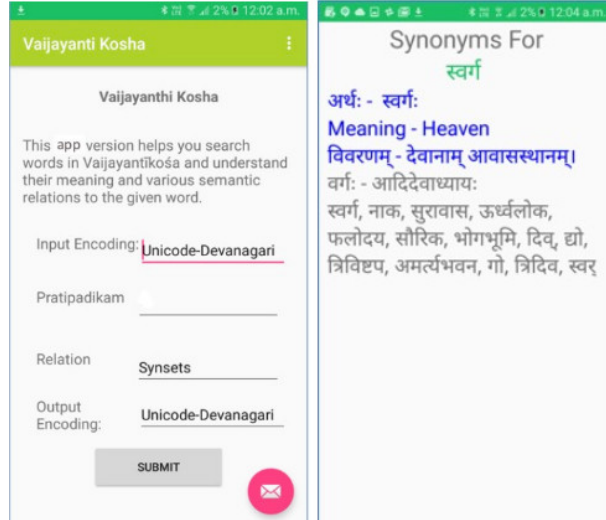 2% 12:02 a.m.
Vaijayanti Kosha
Vaijayanthi Kosha
This app version helps you search
words in Vaijayantīkośa and understand
their meaning and various semantic
relations to the given word.
Input Encoding: Unicode-Devanagari
Pratipadikam
Relation Synsets
Output
Encoding: Unicode-Devanagari
SUBMIT
2% 12:04 a.m.
Synonyms For
स्वर्ग
अर्थः - स्वर्गः
Meaning - Heaven
विवरणम् - देवानाम् आवासस्थानम्।
वर्गः - आदिदेवाध्यायः
स्वर्ग, नाक, सुरावास, ऊर्ध्वलोक,
फलोदय, सौरिक, भोगभूमि, दिव्, द्यो,
त्रिविष्टप, अमर्त्यभवन, गो, त्रिदिव, स्वर्